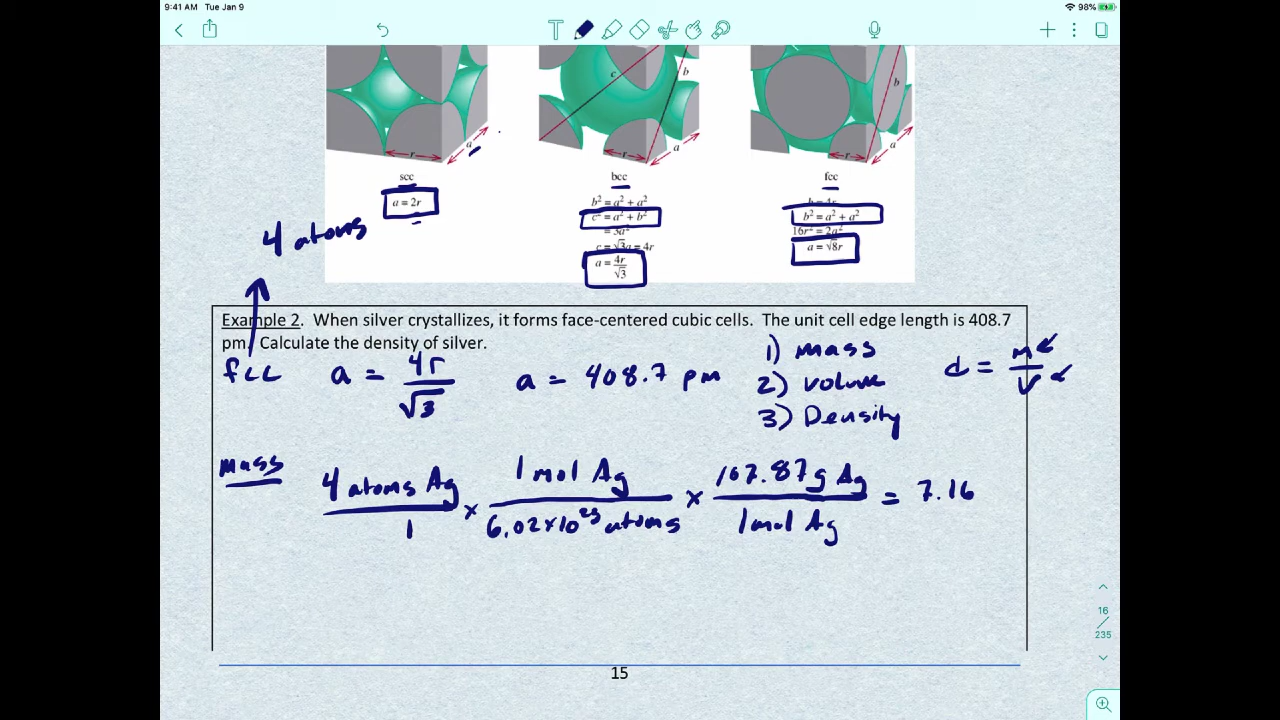 9:41 AM Tue Jan 9
98%
T
c
b
b
a
a
a
r
r
r
scc
bcc
fcc
a = 2r
b² = a² + a²
c² = a² + b²
= 3a²
c = √3a = 4r
a = 4r/√3
b = 4r
b² = a² + a²
16r² = 2a²
a = √8r
4 atoms
Example 2. When silver crystallizes, it forms face-centered cubic cells. The unit cell edge length is 408.7
pm. Calculate the density of silver.
fcc a = 4r/√3 a = 408.7 pm
1) mass
2) volume
3) Density
d = m/V
mass
4 atoms Ag/1 × 1 mol Ag/6.02×10²³ atoms × 107.87g Ag/1 mol Ag = 7.16
15
16
/
235